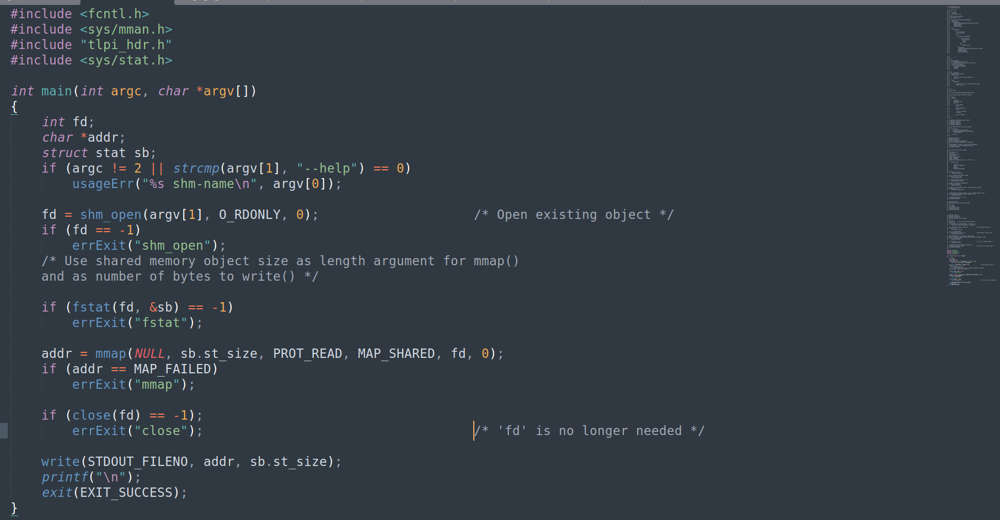 #include <fcntl.h>
#include <sys/mman.h>
#include "tlpi_hdr.h"
#include <sys/stat.h>

int main(int argc, char *argv[])
{
    int fd;
    char *addr;
    struct stat sb;
    if (argc != 2 || strcmp(argv[1], "--help") == 0)
        usageErr("%s shm-name\n", argv[0]);

    fd = shm_open(argv[1], O_RDONLY, 0);                    /* Open existing object */
    if (fd == -1)
        errExit("shm_open");
    /* Use shared memory object size as length argument for mmap()
    and as number of bytes to write() */

    if (fstat(fd, &sb) == -1)
        errExit("fstat");

    addr = mmap(NULL, sb.st_size, PROT_READ, MAP_SHARED, fd, 0);
    if (addr == MAP_FAILED)
        errExit("mmap");

    if (close(fd) == -1);
        errExit("close");                                   /* 'fd' is no longer needed */

    write(STDOUT_FILENO, addr, sb.st_size);
    printf("\n");
    exit(EXIT_SUCCESS);
}